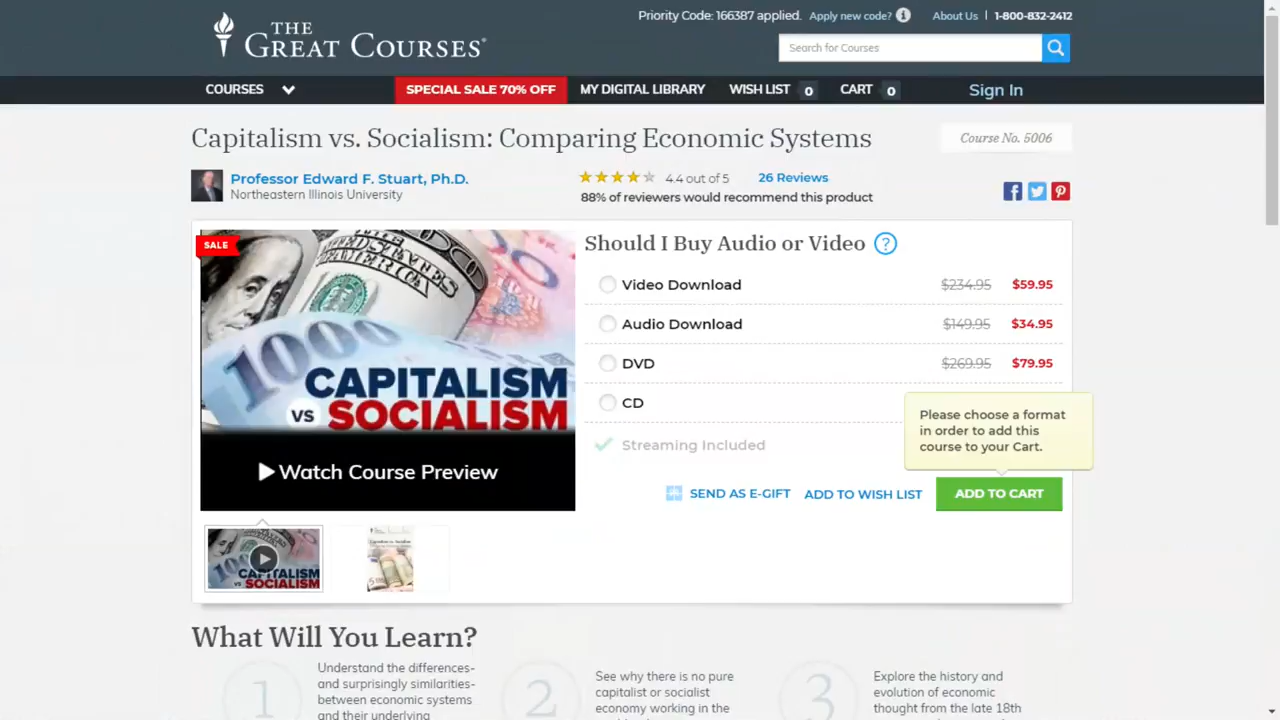 Priority Code: 166387 applied. Apply new code? About Us | 1-800-832-2412
THE
GREAT COURSES®
Search for Courses
COURSES SPECIAL SALE 70% OFF MY DIGITAL LIBRARY WISH LIST 0 CART 0 Sign In
Capitalism vs. Socialism: Comparing Economic Systems
Course No. 5006
Professor Edward F. Stuart, Ph.D.
Northeastern Illinois University
4.4 out of 5 26 Reviews
88% of reviewers would recommend this product
SALE
1000
CAPITALISM
VS SOCIALISM
Watch Course Preview
Should I Buy Audio or Video ?
Video Download $234.95 $59.95
Audio Download $149.95 $34.95
DVD $269.95 $79.95
CD
Please choose a format
in order to add this
course to your Cart.
Streaming Included
SEND AS E-GIFT ADD TO WISH LIST ADD TO CART
CAPITALISM
VS SOCIALISM
What Will You Learn?
1
Understand the differences-
and surprisingly similarities-
between economic systems
and their underlying
2
See why there is no pure
capitalist or socialist
economy working in the
3
Explore the history and
evolution of economic
thought from the late 18th